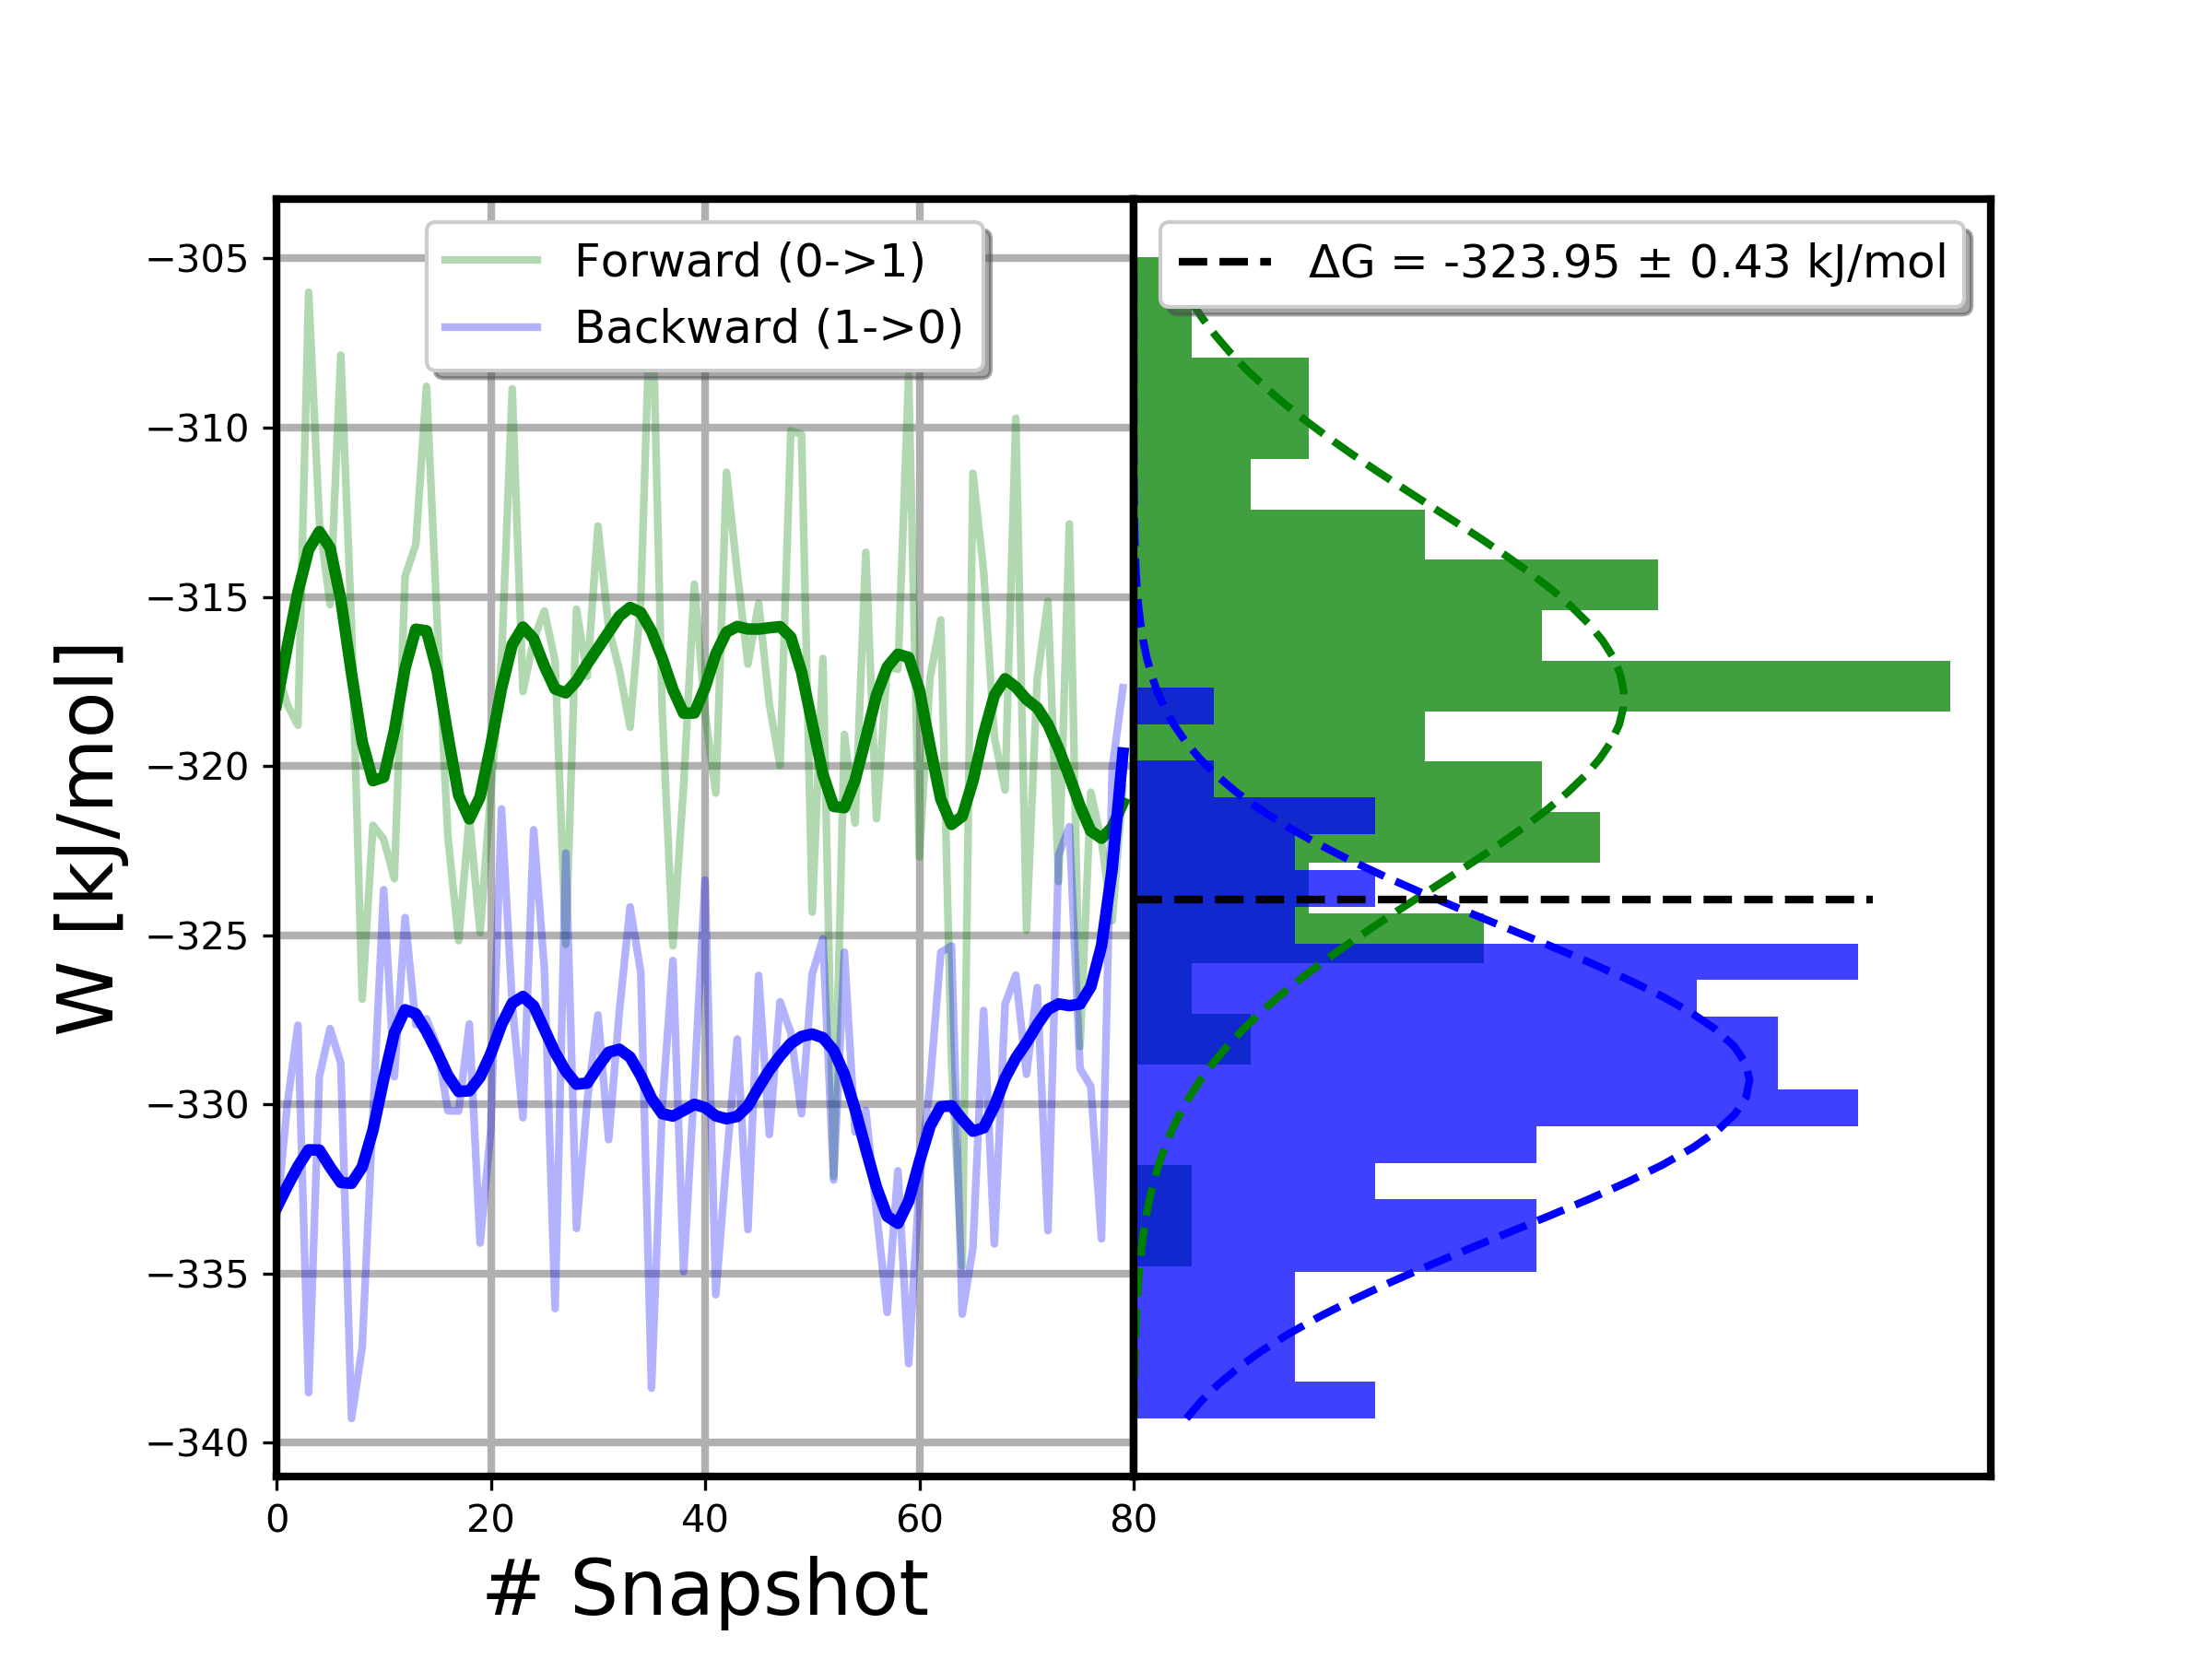 Forward (0->1)
Backward (1->0)
ΔG = -323.95 ± 0.43 kJ/mol
W [kJ/mol]
−305
−310
−315
−320
−325
−330
−335
−340
0 20 40 60 80
# Snapshot